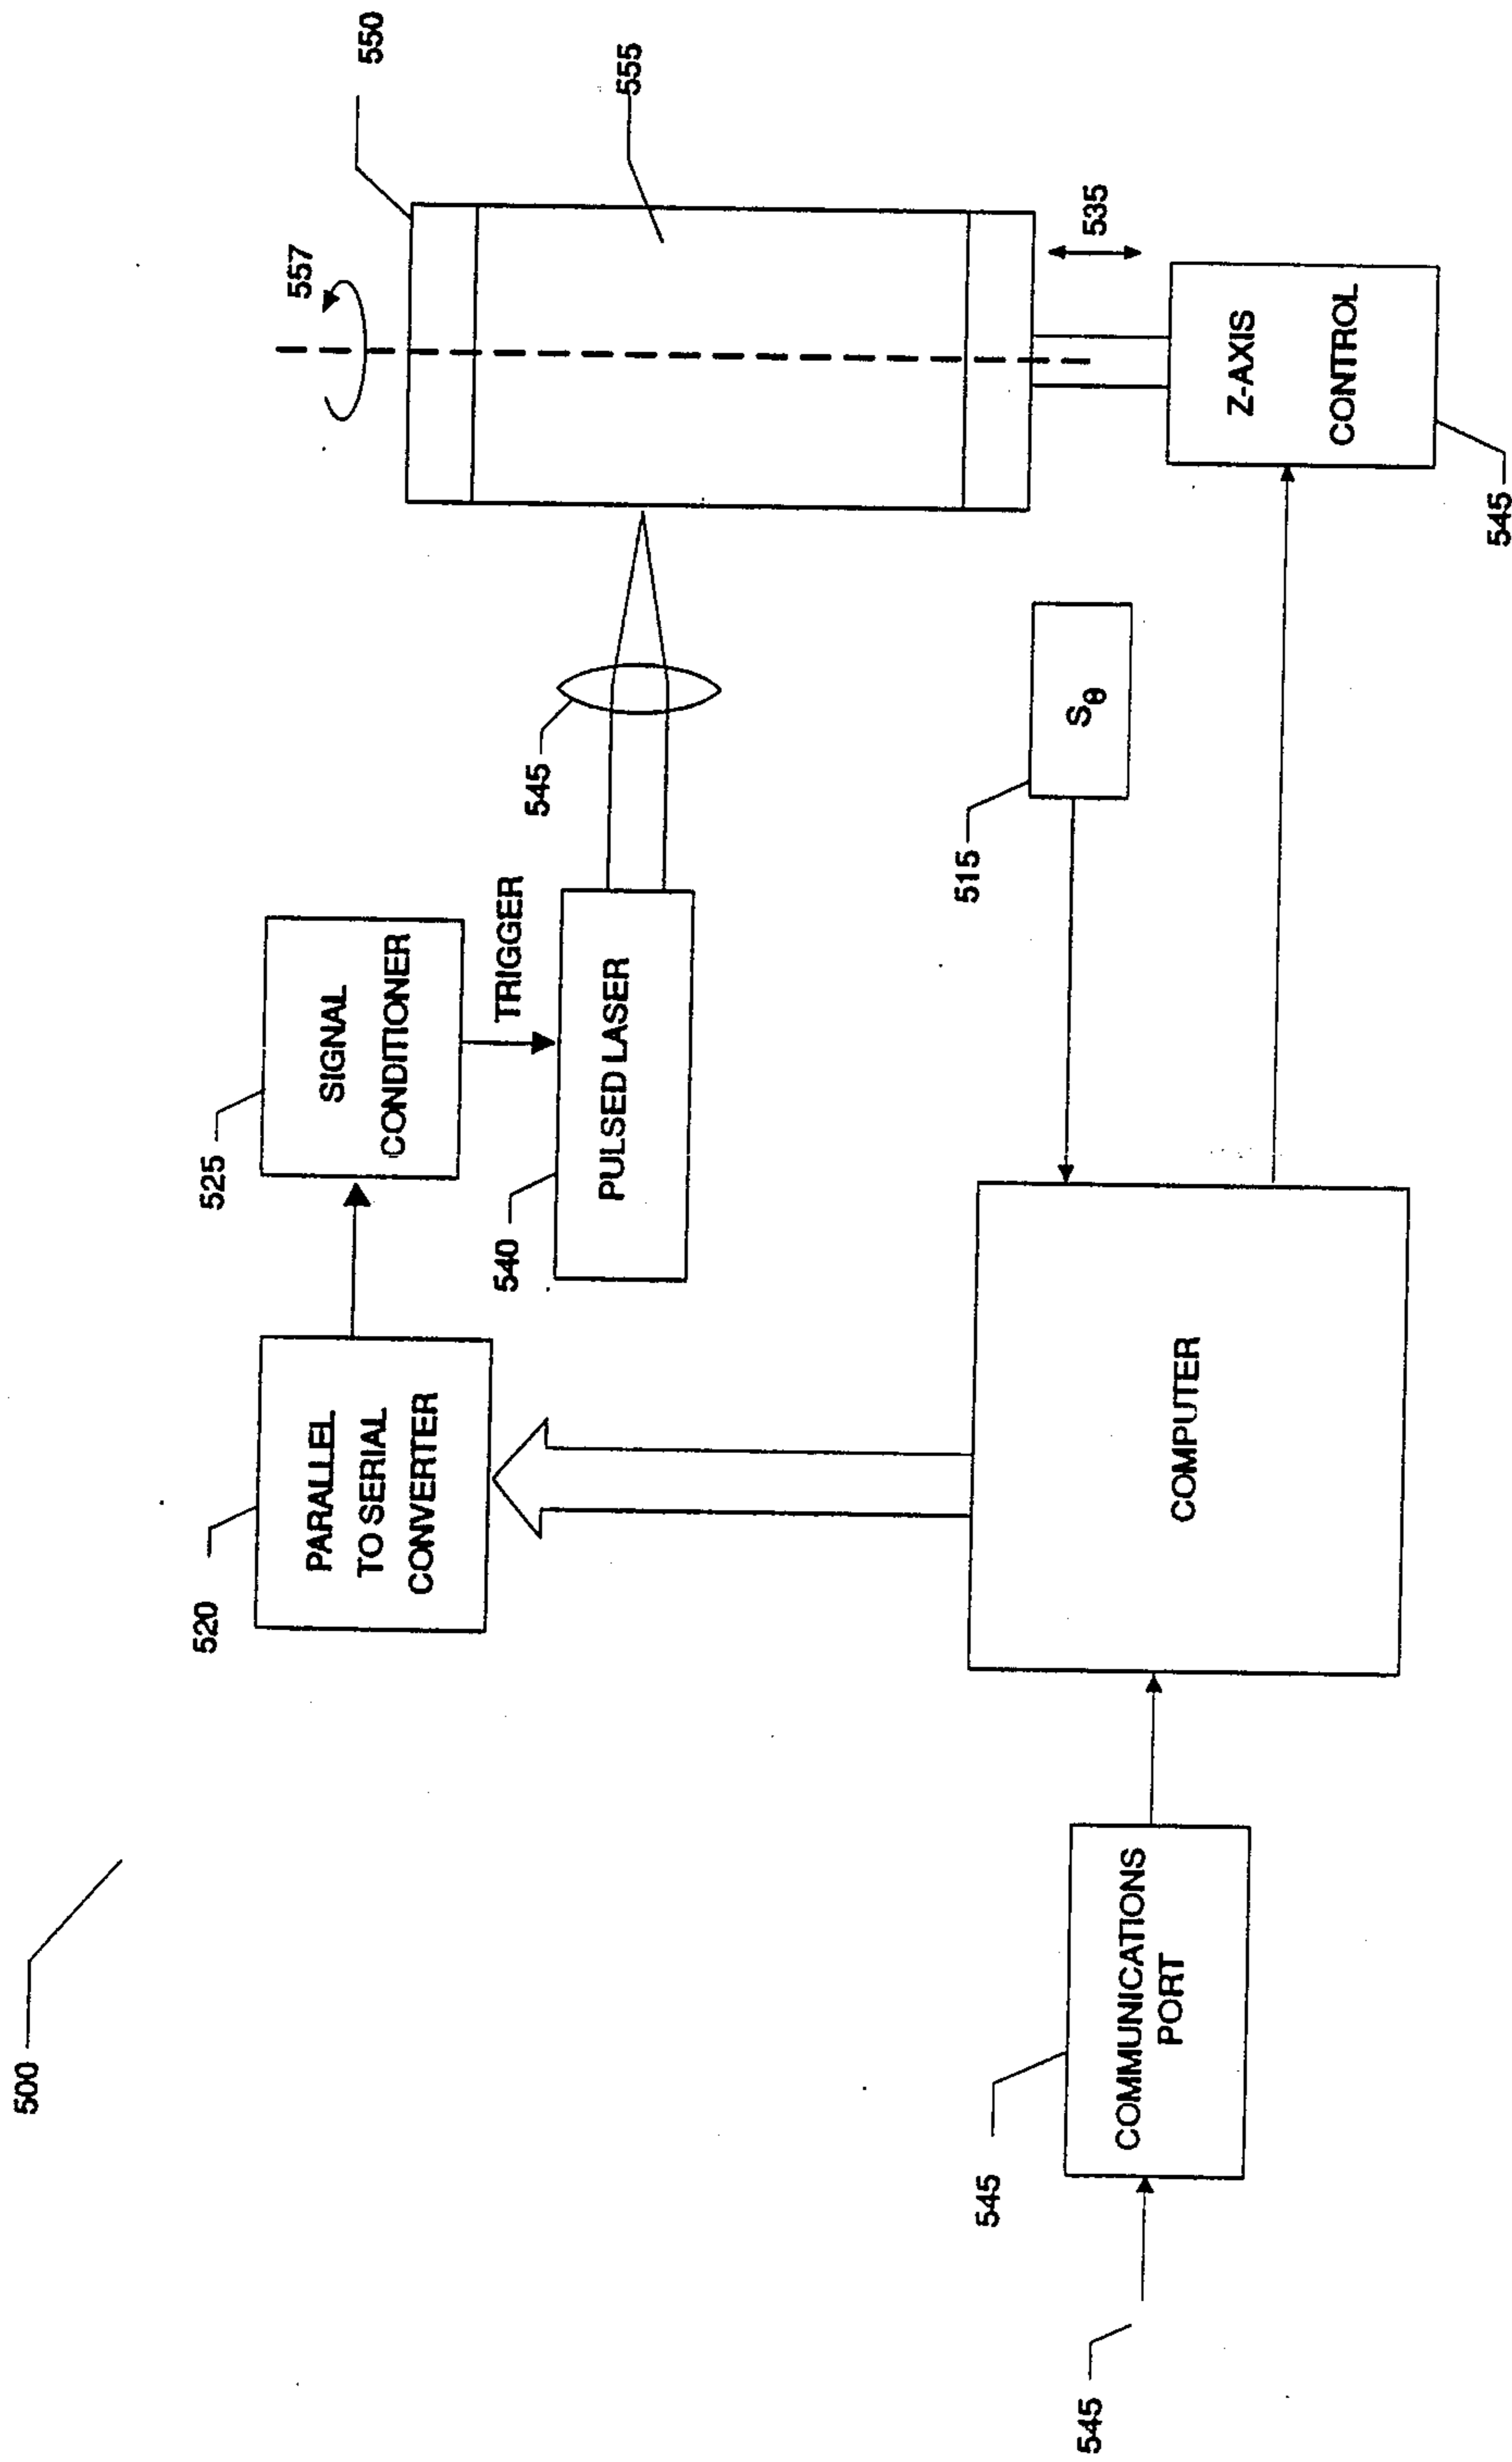 500
520
PARALLEL
TO SERIAL
CONVERTER
525
SIGNAL
CONDITIONER
TRIGGER
540
PULSED LASER
545
557
550
555
535
515
Sθ
Z-AXIS
CONTROL
545
COMPUTER
545
COMMUNICATIONS
PORT
545